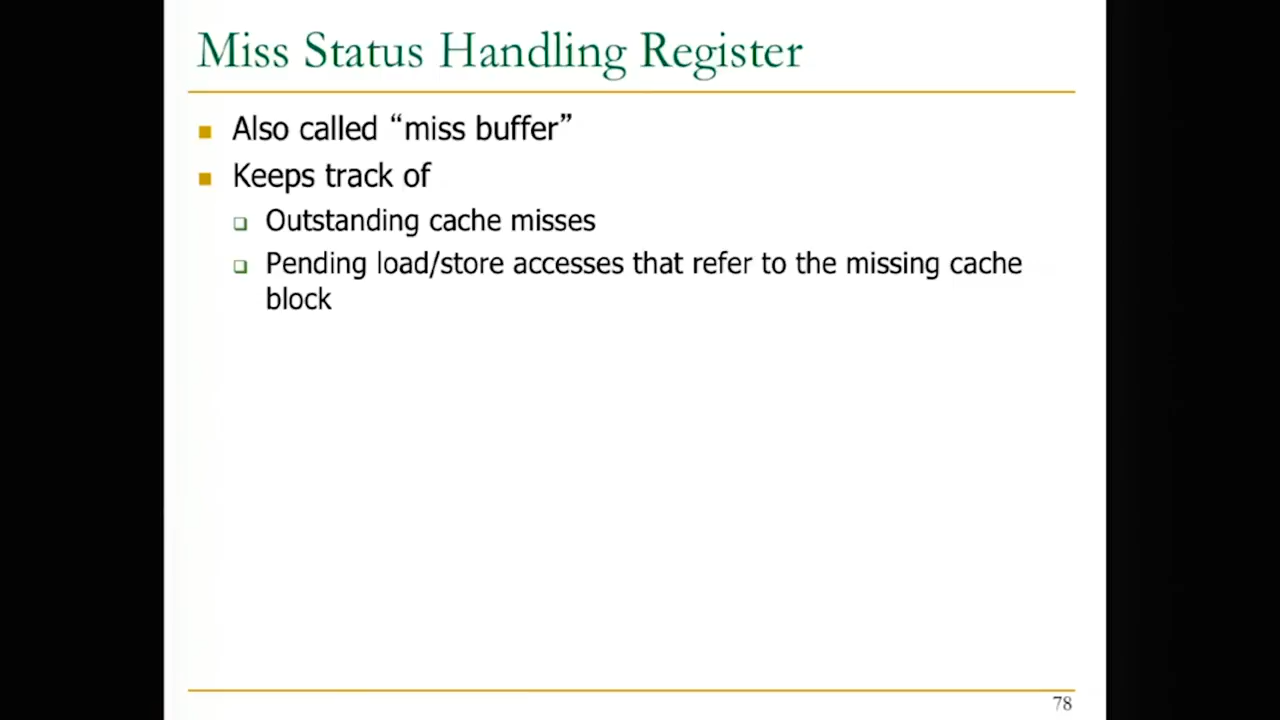 Miss Status Handling Register
Also called “miss buffer”
Keeps track of
Outstanding cache misses
Pending load/store accesses that refer to the missing cache
block
78